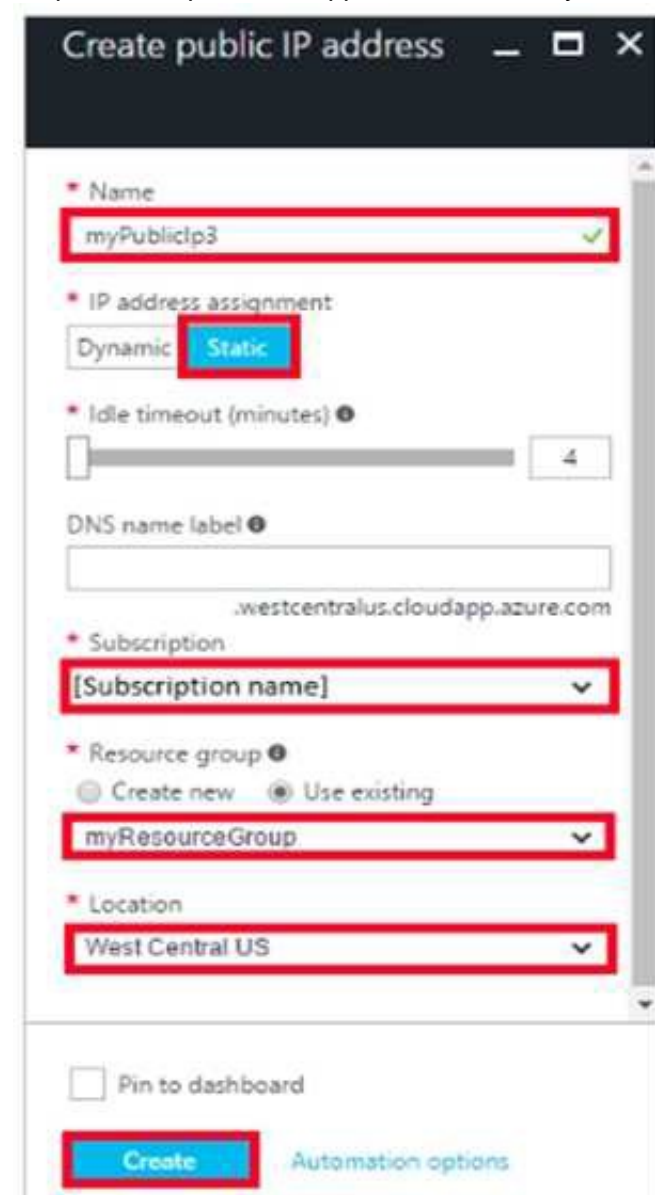 Create public IP address
* Name
myPublicIp3
* IP address assignment
Dynamic Static
* Idle timeout (minutes)
4
DNS name label
.westcentralus.cloudapp.azure.com
* Subscription
[Subscription name]
* Resource group
Create new Use existing
myResourceGroup
* Location
West Central US
Pin to dashboard
Create Automation options